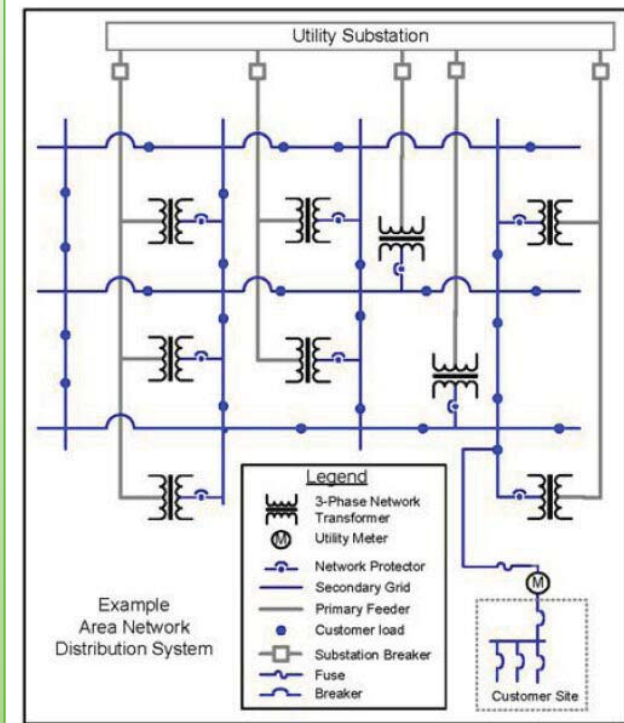 Utility Substation
Legend
3-Phase Network
Transformer
M
Utility Meter
Network Protector
Secondary Grid
Primary Feeder
Customer load
Substation Breaker
Fuse
Breaker
Example
Area Network
Distribution System
M
Customer Site